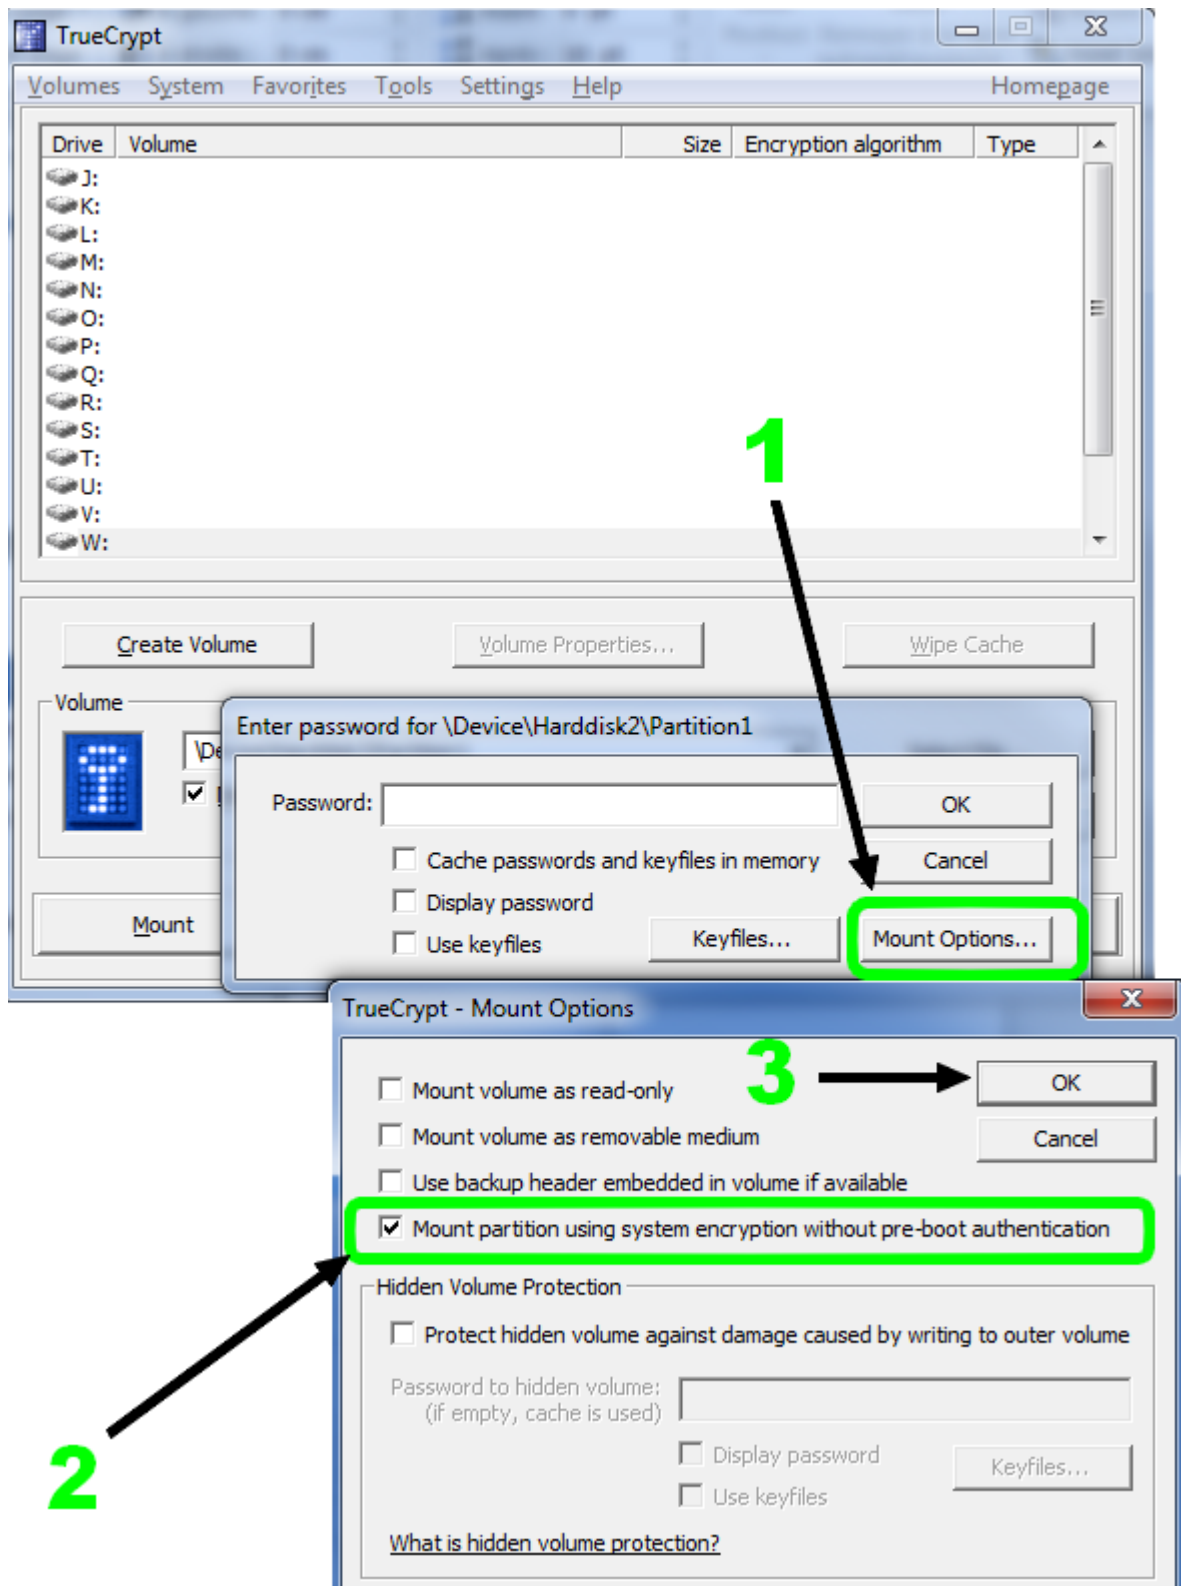 TrueCrypt
Volumes System Favorites Tools Settings Help Homepage
Drive Volume Size Encryption algorithm Type
J:
K:
L:
M:
N:
O:
P:
Q:
R:
S:
T:
U:
V:
W:
1
Create Volume Volume Properties... Wipe Cache
Volume
\De
Enter password for \Device\Harddisk2\Partition1
Password: OK
Cache passwords and keyfiles in memory Cancel
Display password
Use keyfiles Keyfiles... Mount Options...
Mount
TrueCrypt - Mount Options
3
Mount volume as read-only OK
Mount volume as removable medium Cancel
Use backup header embedded in volume if available
Mount partition using system encryption without pre-boot authentication
Hidden Volume Protection
Protect hidden volume against damage caused by writing to outer volume
Password to hidden volume:
(if empty, cache is used)
2
Display password Keyfiles...
Use keyfiles
What is hidden volume protection?